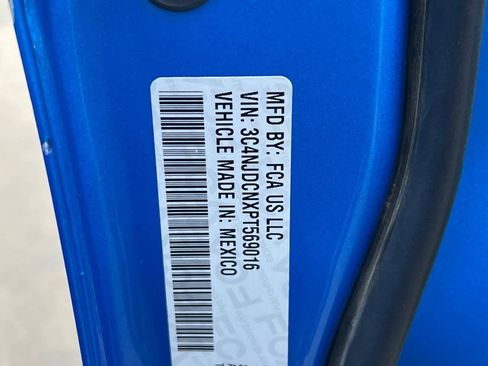 MFD BY: FCA US LLC
VIN: 3C4NJDCNXPT569016
VEHICLE MADE IN: MEXICO